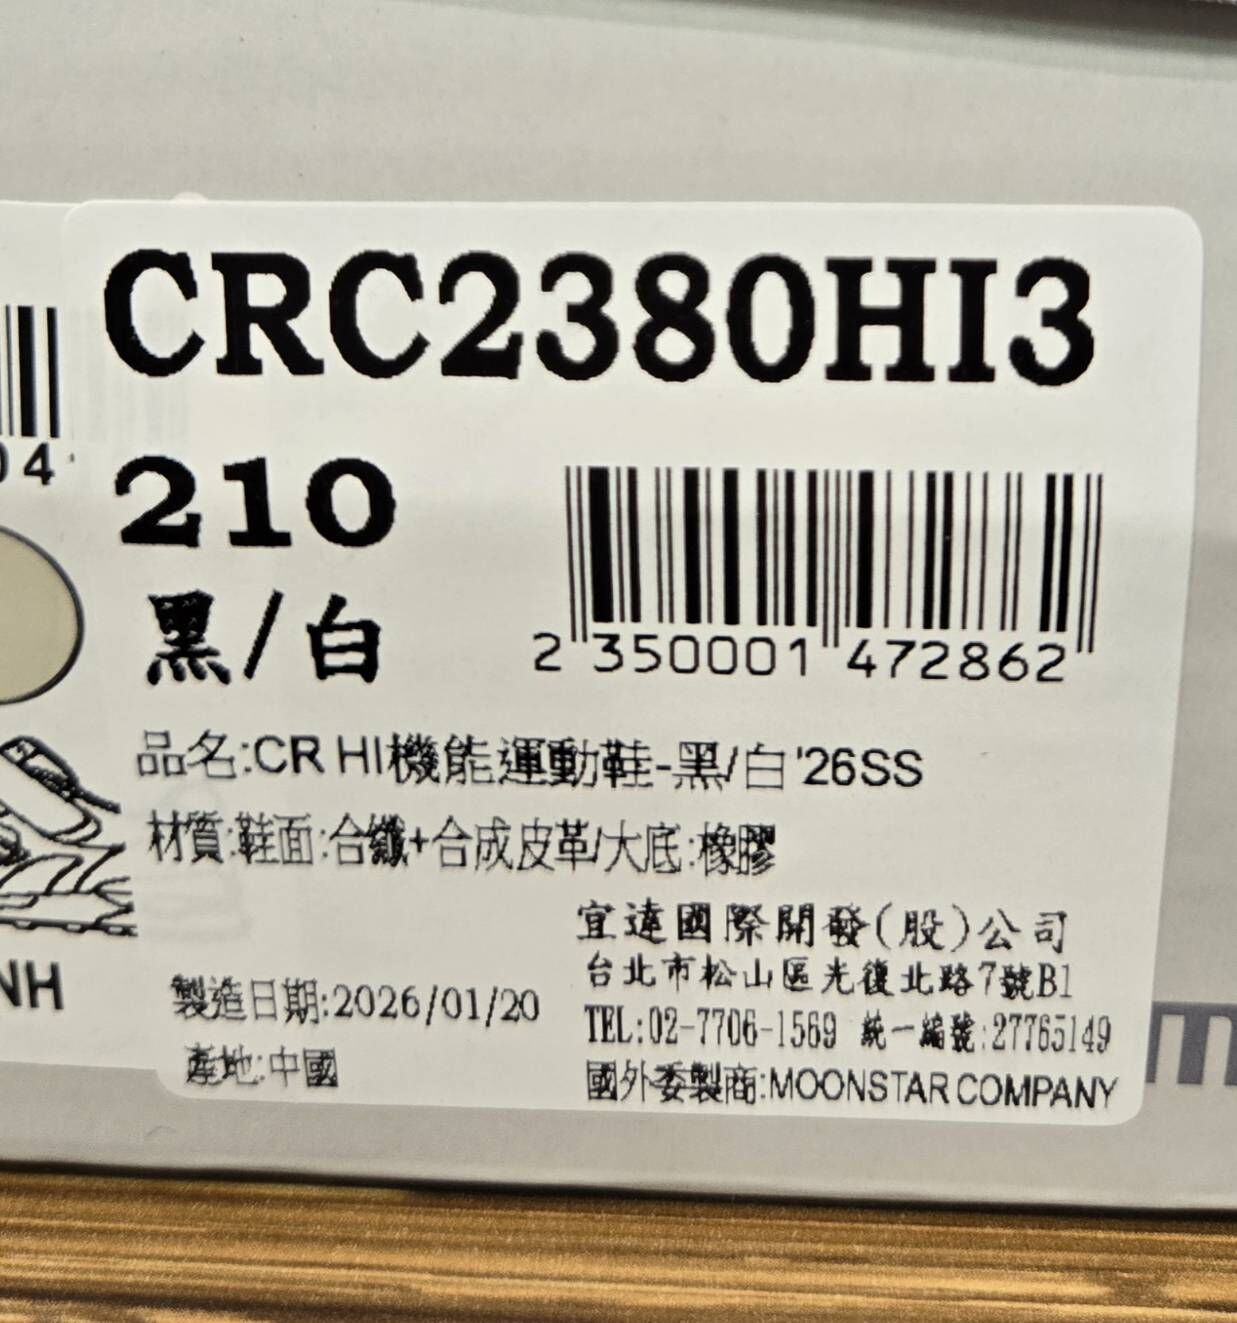 CRC2380HI3
04
210
黑/白
2 350001 472862
品名:CR HI機能運動鞋-黑/白 '26SS
材質:鞋面:合纖+合成皮革/大底:橡膠
宜達國際開發(股)公司
台北市松山區光復北路7號B1
製造日期:2026/01/20
TEL:02-7706-1569 統一編號:27765149
產地:中國
國外委製商:MOONSTAR COMPANY
NH
m